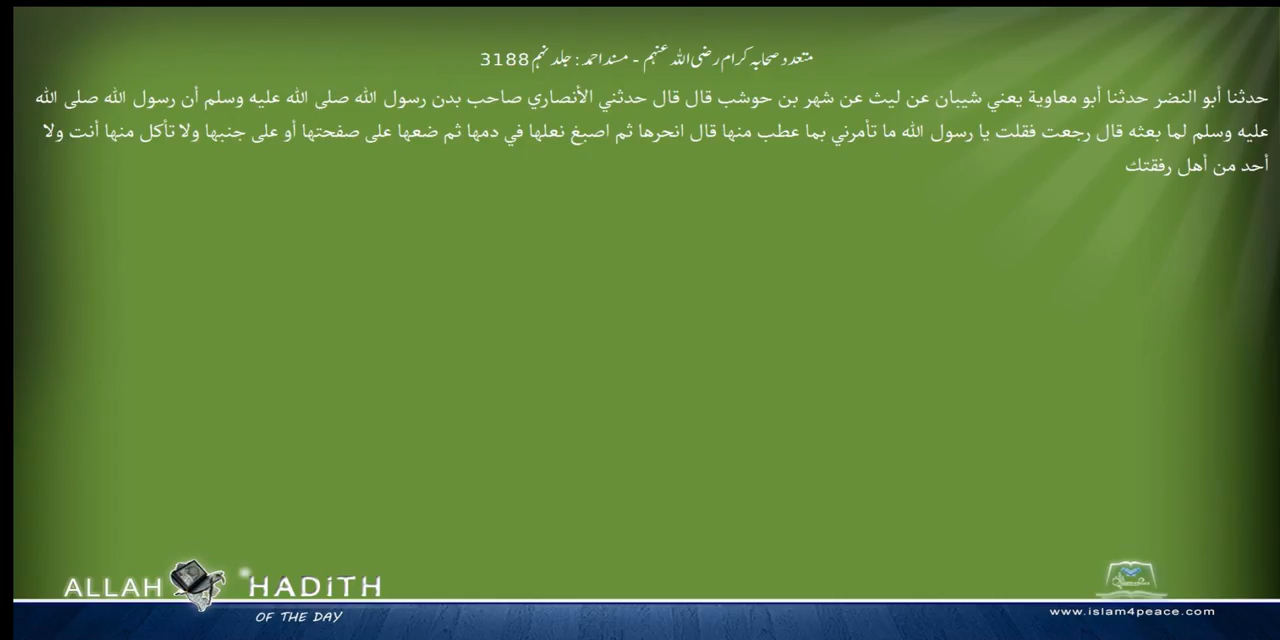 متعدد صحابہ کرام رضی اللہ عنہم - مسند احمد : جلد نہم 3188
حدثنا أبو النضر حدثنا أبو معاوية يعني شيبان عن ليث عن شهر بن حوشب قال قال حدثني الأنصاري صاحب بدن رسول الله صلى الله عليه وسلم أن رسول الله صلى الله
عليه وسلم لما بعثه قال رجعت فقلت يا رسول الله ما تأمرني بما عطب منها قال انحرها ثم اصبغ نعلها في دمها ثم ضعها على صفحتها أو على جنبها ولا تأكل منها أنت ولا
أحد من أهل رفقتك
ALLAH HADITH
OF THE DAY
www.islam4peace.com